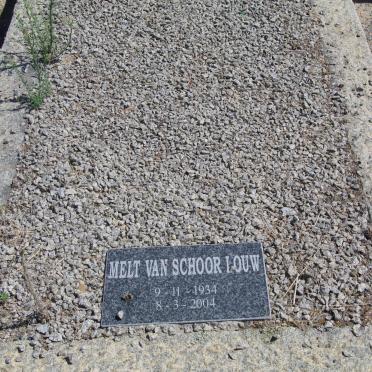 MELT VAN SCHOOR LOUW
9 - 11 - 1934
8 - 3 - 2004